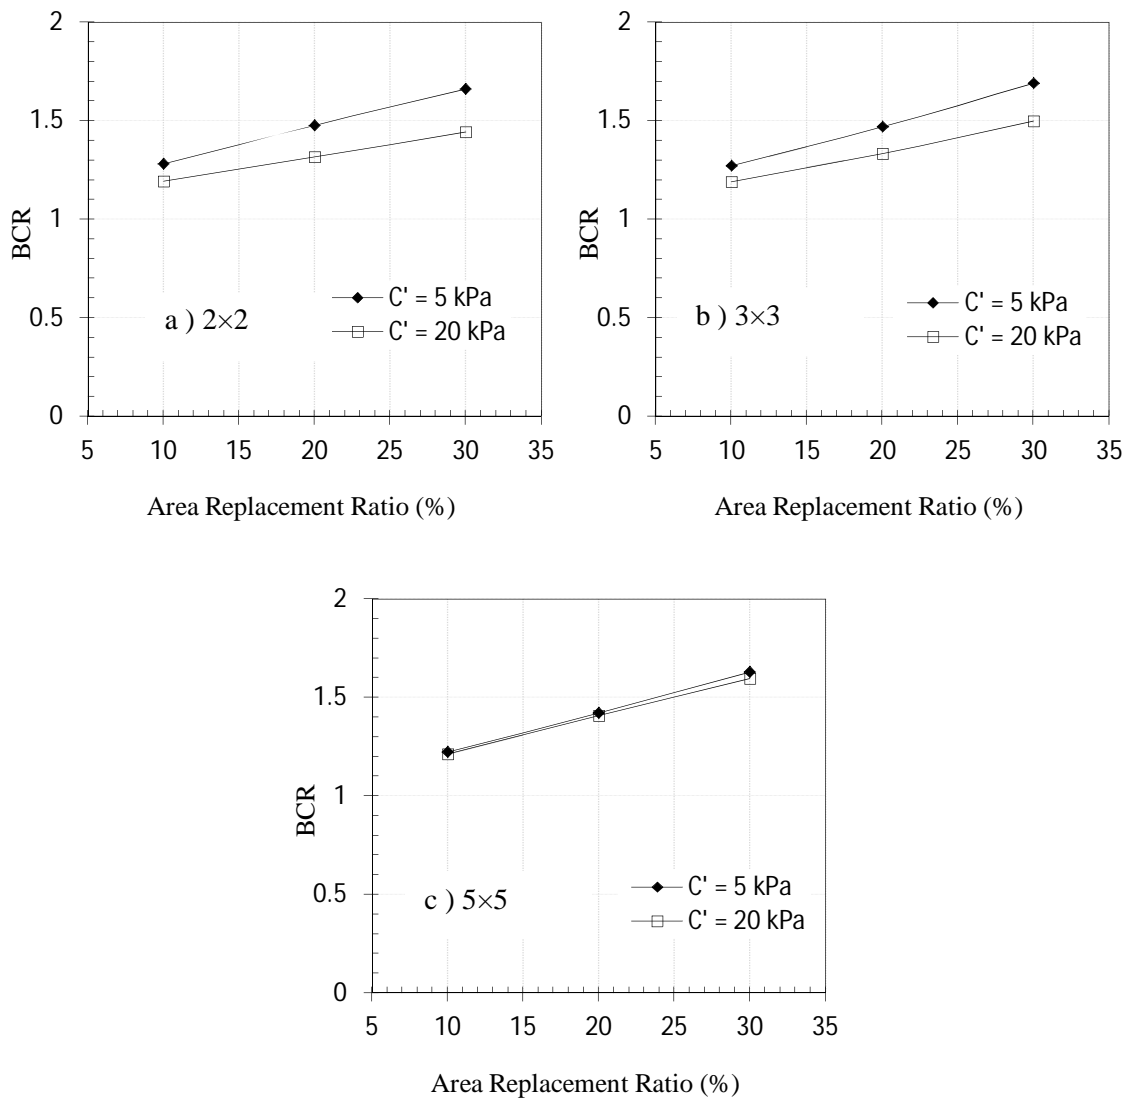 2
1.5
1
0.5
0
BCR
a ) 2×2
C' = 5 kPa
C' = 20 kPa
5 10 15 20 25 30 35
Area Replacement Ratio (%)
2
1.5
1
0.5
0
BCR
b ) 3×3
C' = 5 kPa
C' = 20 kPa
5 10 15 20 25 30 35
Area Replacement Ratio (%)
2
1.5
1
0.5
0
BCR
c ) 5×5
C' = 5 kPa
C' = 20 kPa
5 10 15 20 25 30 35
Area Replacement Ratio (%)